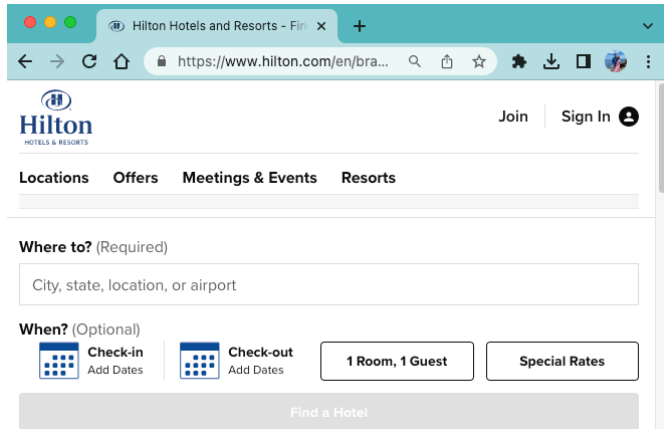 Hilton Hotels and Resorts - Fin
https://www.hilton.com/en/bra...
H
Hilton
HOTELS & RESORTS
Join Sign In
Locations Offers Meetings & Events Resorts
Where to? (Required)
City, state, location, or airport
When? (Optional)
Check-in Check-out
Add Dates Add Dates
1 Room, 1 Guest Special Rates
Find a Hotel